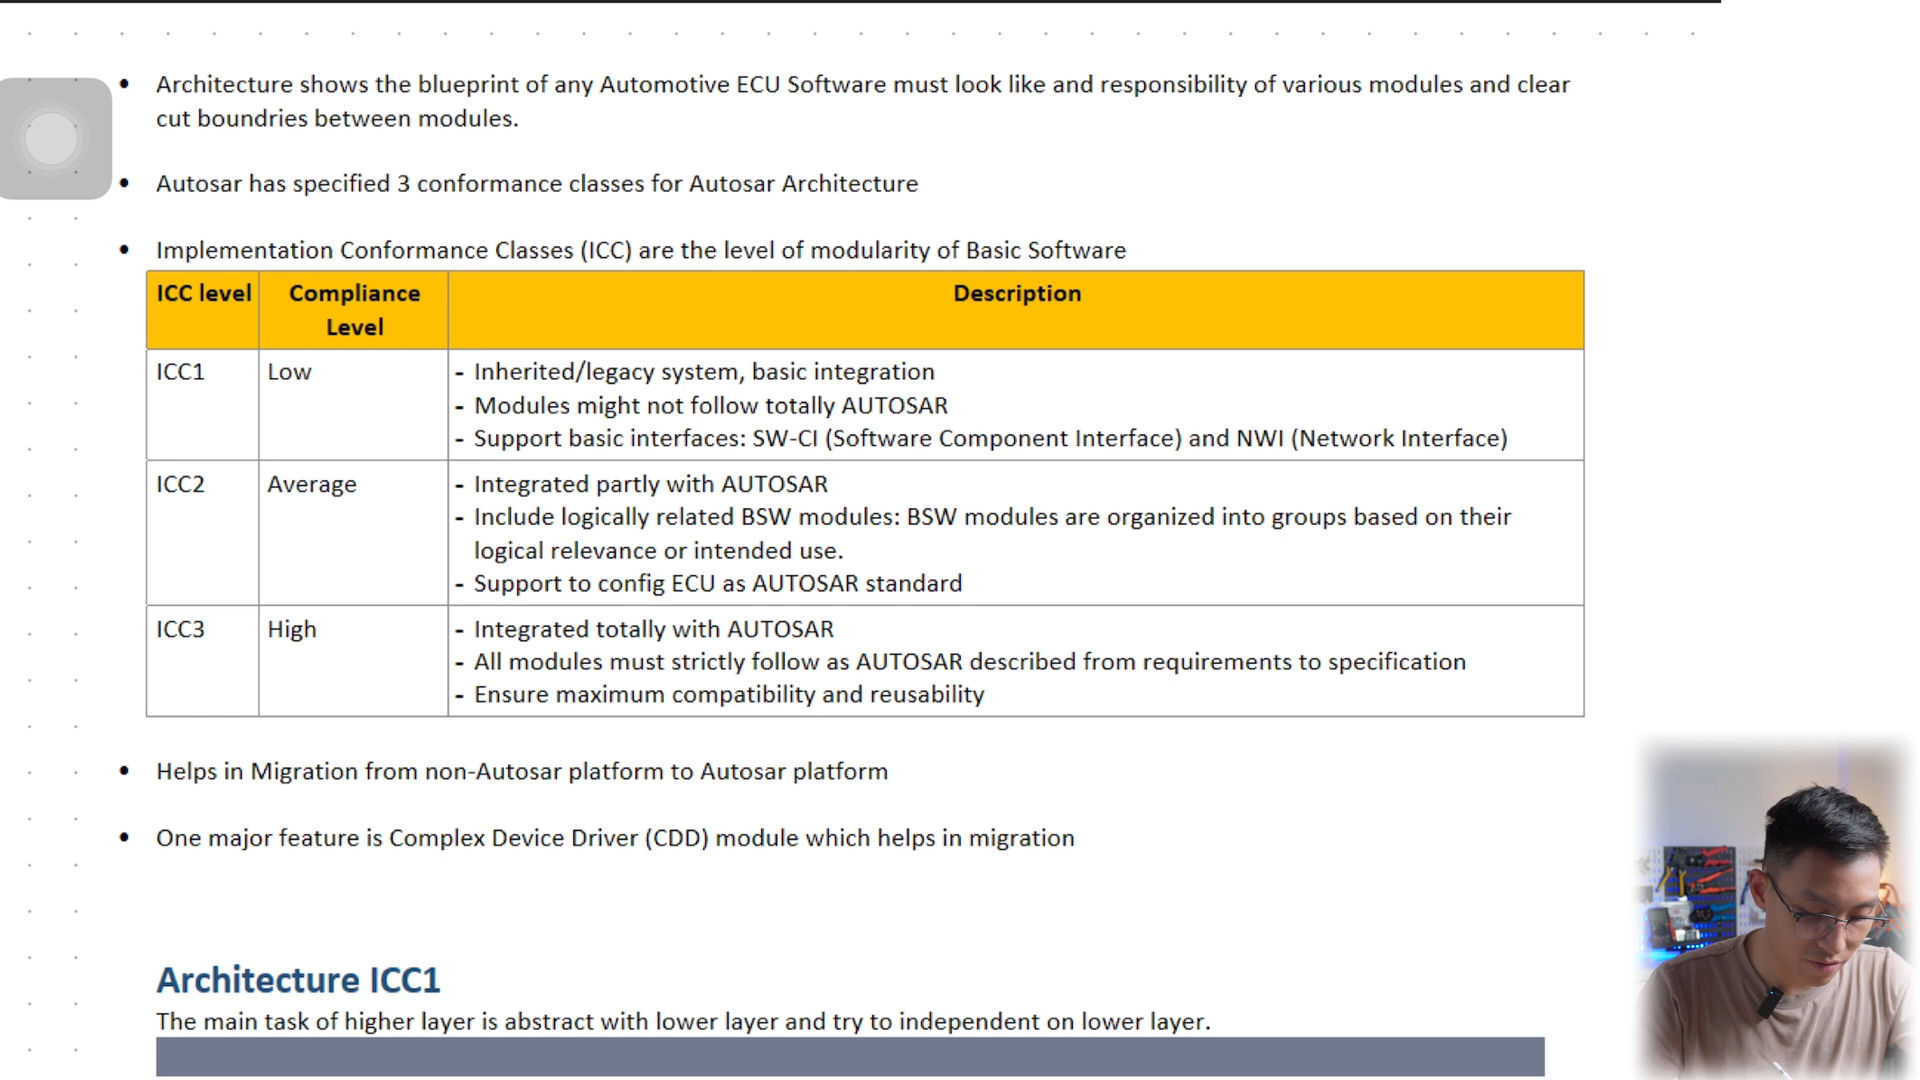 • Architecture shows the blueprint of any Automotive ECU Software must look like and responsibility of various modules and clear
cut boundries between modules.
• Autosar has specified 3 conformance classes for Autosar Architecture
• Implementation Conformance Classes (ICC) are the level of modularity of Basic Software
ICC level Compliance Level Description
ICC1 Low
- Inherited/legacy system, basic integration
- Modules might not follow totally AUTOSAR
- Support basic interfaces: SW-CI (Software Component Interface) and NWI (Network Interface)
ICC2 Average
- Integrated partly with AUTOSAR
- Include logically related BSW modules: BSW modules are organized into groups based on their
logical relevance or intended use.
- Support to config ECU as AUTOSAR standard
ICC3 High
- Integrated totally with AUTOSAR
- All modules must strictly follow as AUTOSAR described from requirements to specification
- Ensure maximum compatibility and reusability
• Helps in Migration from non-Autosar platform to Autosar platform
• One major feature is Complex Device Driver (CDD) module which helps in migration
Architecture ICC1
The main task of higher layer is abstract with lower layer and try to independent on lower layer.